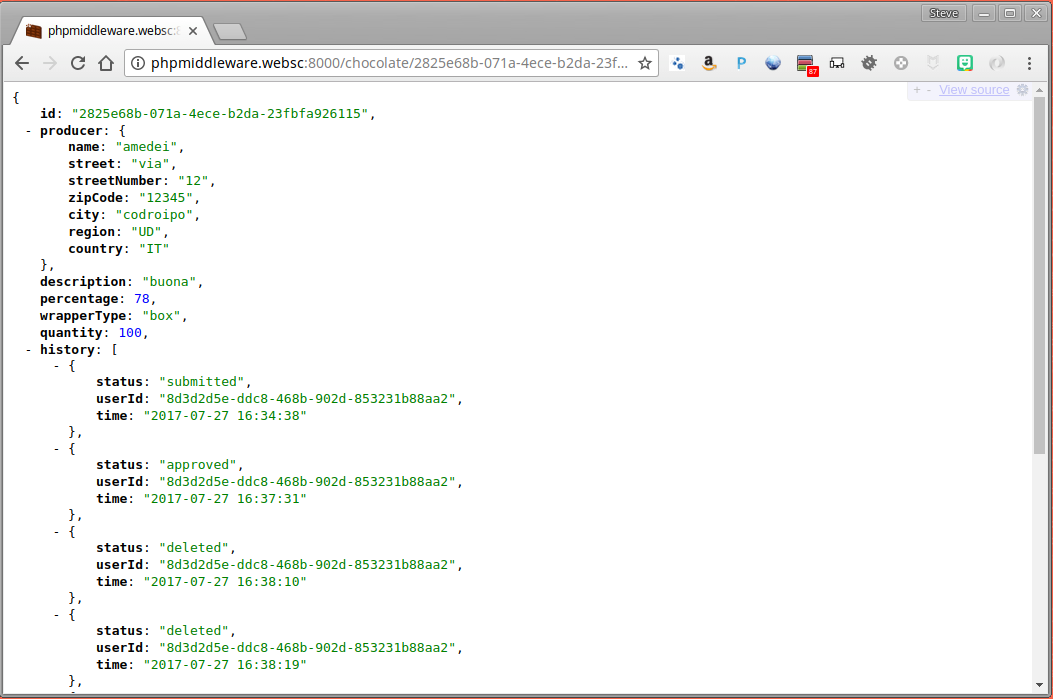 Steve
phpmiddleware.websc:8
phpmiddleware.websc:8000/chocolate/2825e68b-071a-4ece-b2da-23f...
87
+ - View source
{
id: "2825e68b-071a-4ece-b2da-23fbfa926115",
- producer: {
name: "amedei",
street: "via",
streetNumber: "12",
zipCode: "12345",
city: "codroipo",
region: "UD",
country: "IT"
},
description: "buona",
percentage: 78,
wrapperType: "box",
quantity: 100,
- history: [
- {
status: "submitted",
userId: "8d3d2d5e-ddc8-468b-902d-853231b88aa2",
time: "2017-07-27 16:34:38"
},
- {
status: "approved",
userId: "8d3d2d5e-ddc8-468b-902d-853231b88aa2",
time: "2017-07-27 16:37:31"
},
- {
status: "deleted",
userId: "8d3d2d5e-ddc8-468b-902d-853231b88aa2",
time: "2017-07-27 16:38:10"
},
- {
status: "deleted",
userId: "8d3d2d5e-ddc8-468b-902d-853231b88aa2",
time: "2017-07-27 16:38:19"
},